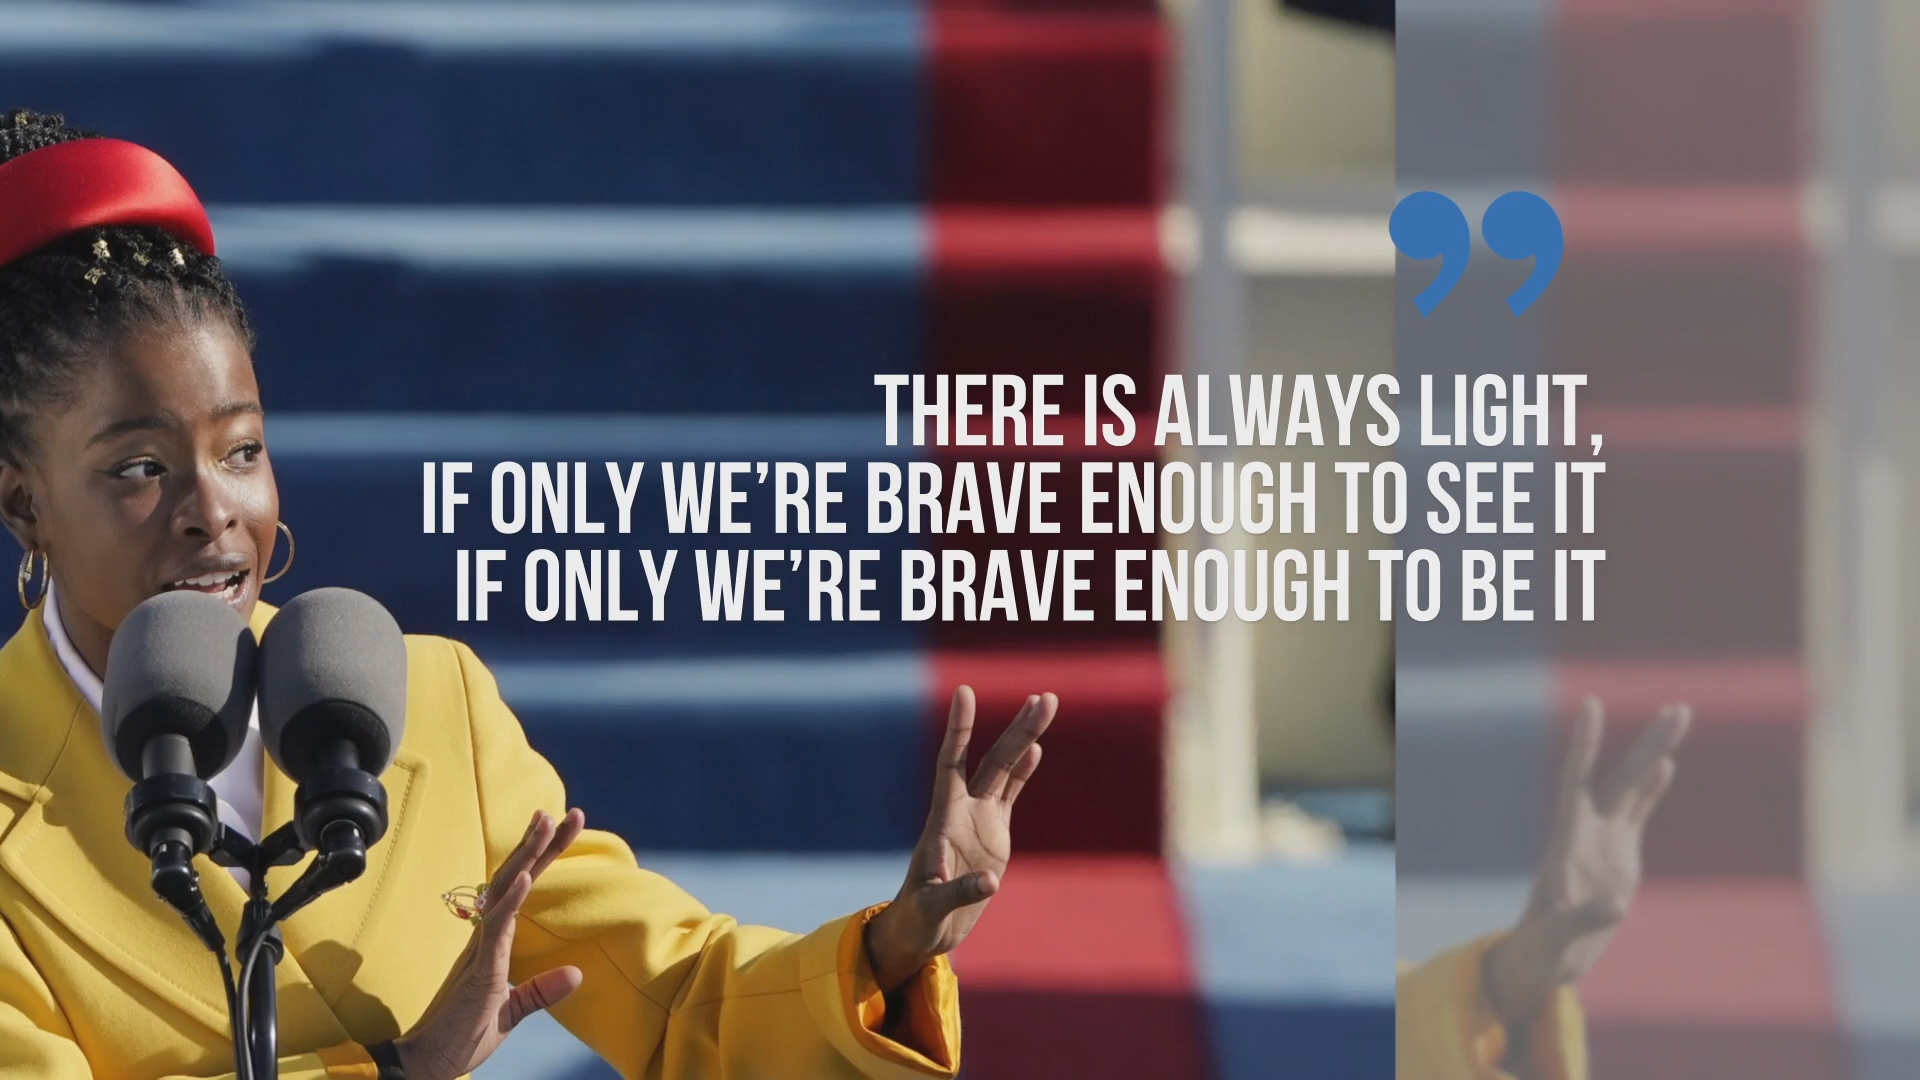 ”
THERE IS ALWAYS LIGHT,
IF ONLY WE’RE BRAVE ENOUGH TO SEE IT
IF ONLY WE’RE BRAVE ENOUGH TO BE IT